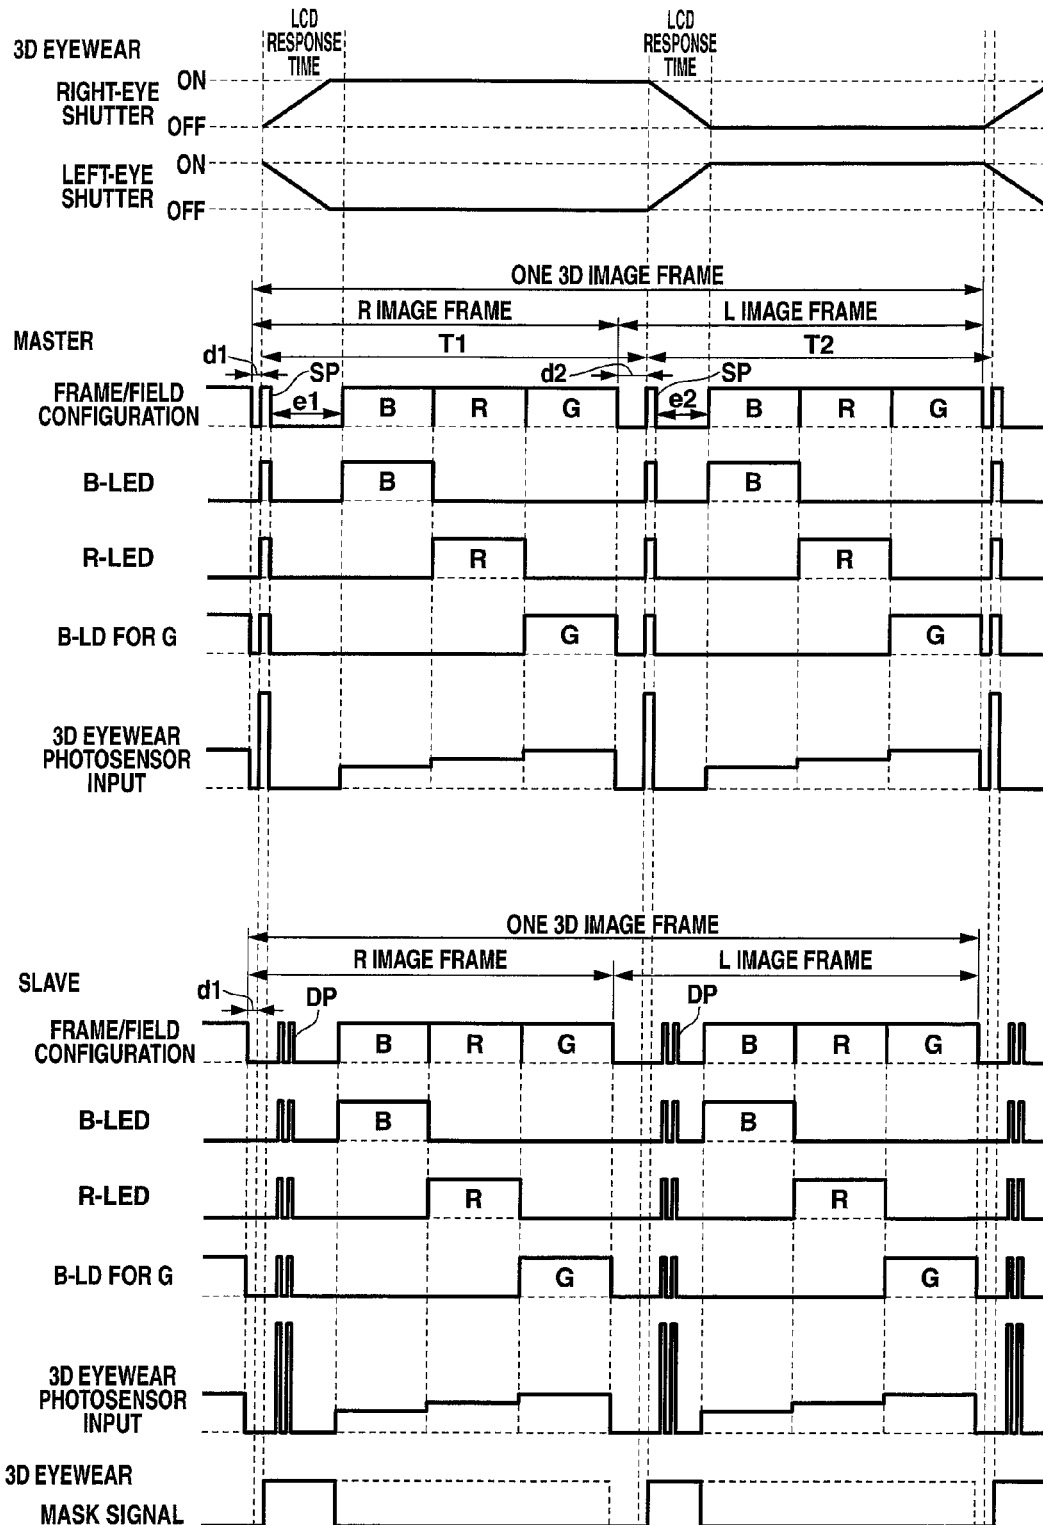 LCD RESPONSE TIME
LCD RESPONSE TIME
3D EYEWEAR
RIGHT-EYE SHUTTER
ON
OFF
LEFT-EYE SHUTTER
ON
OFF
ONE 3D IMAGE FRAME
R IMAGE FRAME
L IMAGE FRAME
MASTER
T1
T2
d1
SP
d2
SP
FRAME/FIELD CONFIGURATION
e1
B
R
G
e2
B
R
G
B-LED
B
B
R-LED
R
R
B-LD FOR G
G
G
3D EYEWEAR PHOTOSENSOR INPUT
ONE 3D IMAGE FRAME
R IMAGE FRAME
L IMAGE FRAME
SLAVE
d1
DP
DP
FRAME/FIELD CONFIGURATION
B
R
G
B
R
G
B-LED
B
B
R-LED
R
R
B-LD FOR G
G
G
3D EYEWEAR PHOTOSENSOR INPUT
3D EYEWEAR
MASK SIGNAL